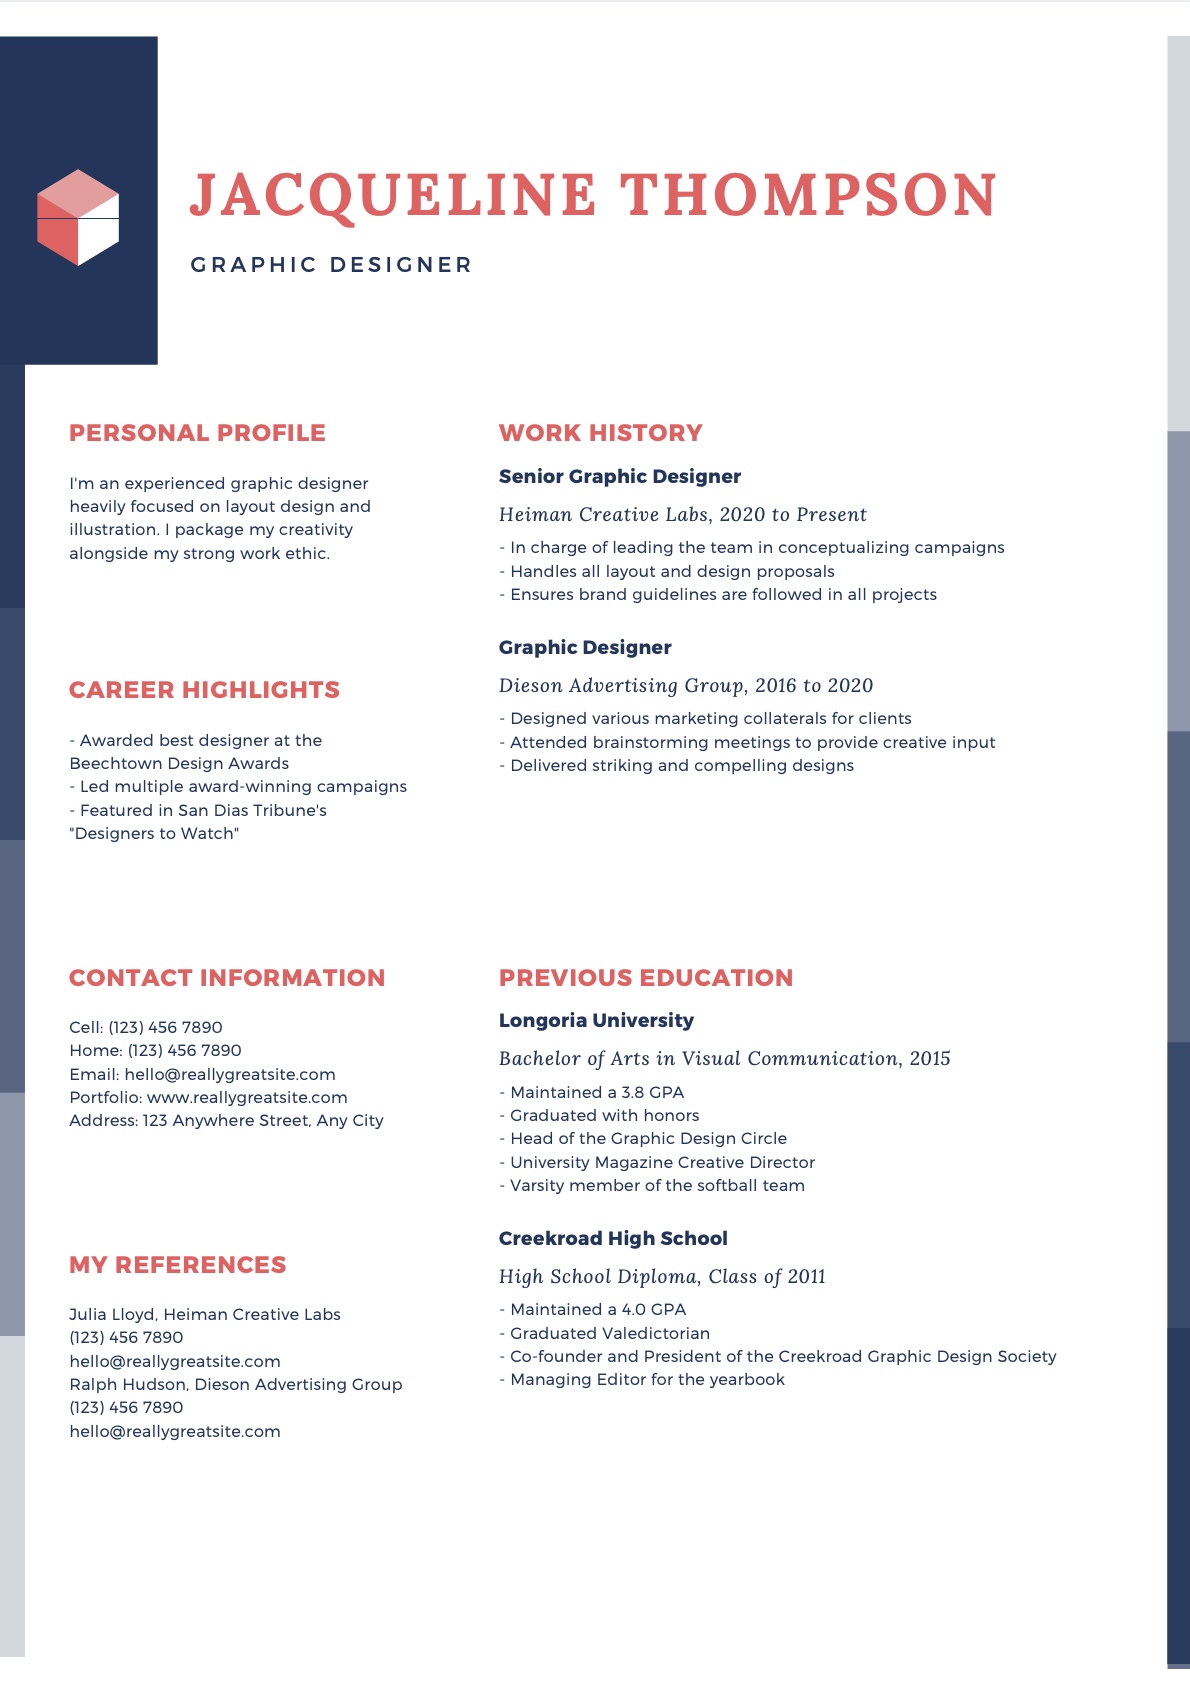 JACQUELINE THOMPSON
GRAPHIC DESIGNER
PERSONAL PROFILE
I'm an experienced graphic designer
heavily focused on layout design and
illustration. I package my creativity
alongside my strong work ethic.
CAREER HIGHLIGHTS
- Awarded best designer at the
Beechtown Design Awards
- Led multiple award-winning campaigns
- Featured in San Dias Tribune's
"Designers to Watch"
CONTACT INFORMATION
Cell: (123) 456 7890
Home: (123) 456 7890
Email: hello@reallygreatsite.com
Portfolio: www.reallygreatsite.com
Address: 123 Anywhere Street, Any City
MY REFERENCES
Julia Lloyd, Heiman Creative Labs
(123) 456 7890
hello@reallygreatsite.com
Ralph Hudson, Dieson Advertising Group
(123) 456 7890
hello@reallygreatsite.com
WORK HISTORY
Senior Graphic Designer
Heiman Creative Labs, 2020 to Present
- In charge of leading the team in conceptualizing campaigns
- Handles all layout and design proposals
- Ensures brand guidelines are followed in all projects
Graphic Designer
Dieson Advertising Group, 2016 to 2020
- Designed various marketing collaterals for clients
- Attended brainstorming meetings to provide creative input
- Delivered striking and compelling designs
PREVIOUS EDUCATION
Longoria University
Bachelor of Arts in Visual Communication, 2015
- Maintained a 3.8 GPA
- Graduated with honors
- Head of the Graphic Design Circle
- University Magazine Creative Director
- Varsity member of the softball team
Creekroad High School
High School Diploma, Class of 2011
- Maintained a 4.0 GPA
- Graduated Valedictorian
- Co-founder and President of the Creekroad Graphic Design Society
- Managing Editor for the yearbook